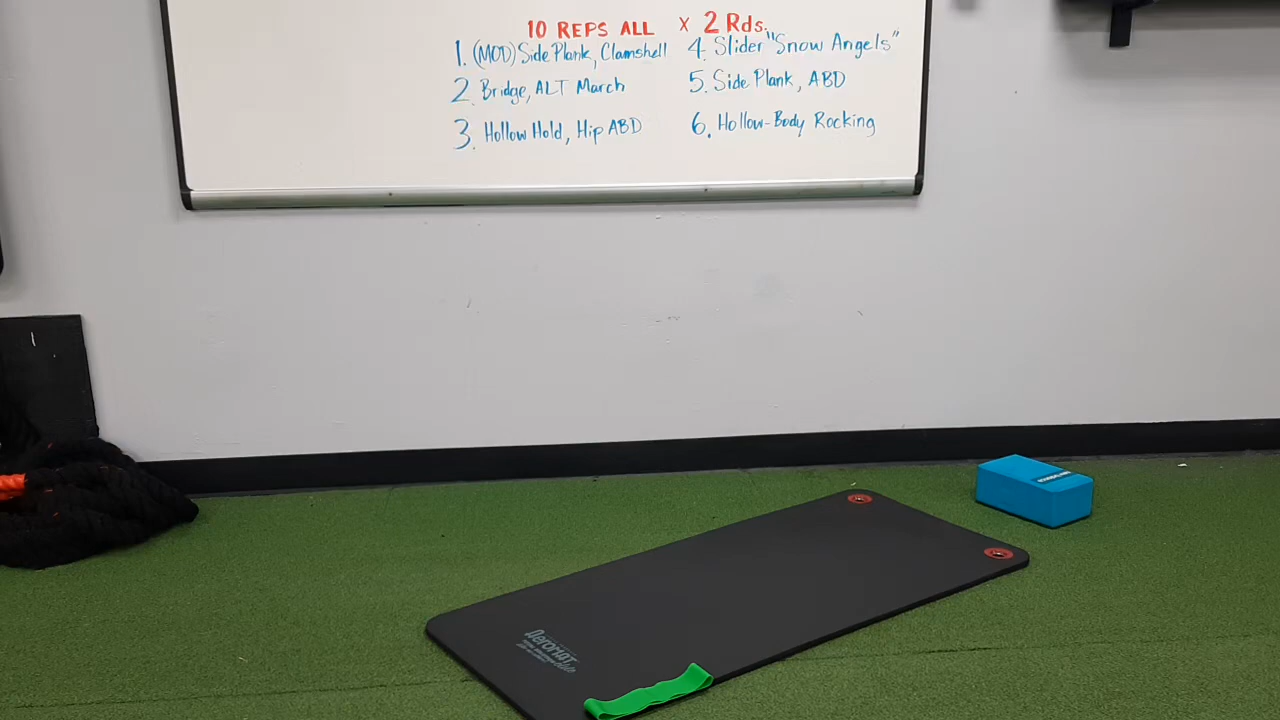 10 REPS ALL x 2 Rds.
1. (MOD) Side Plank, Clamshell
2. Bridge, ALT March
3. Hollow Hold, Hip ABD
4. Slider "Snow Angels"
5. Side Plank, ABD
6. Hollow-Body Rocking
AeroMAT